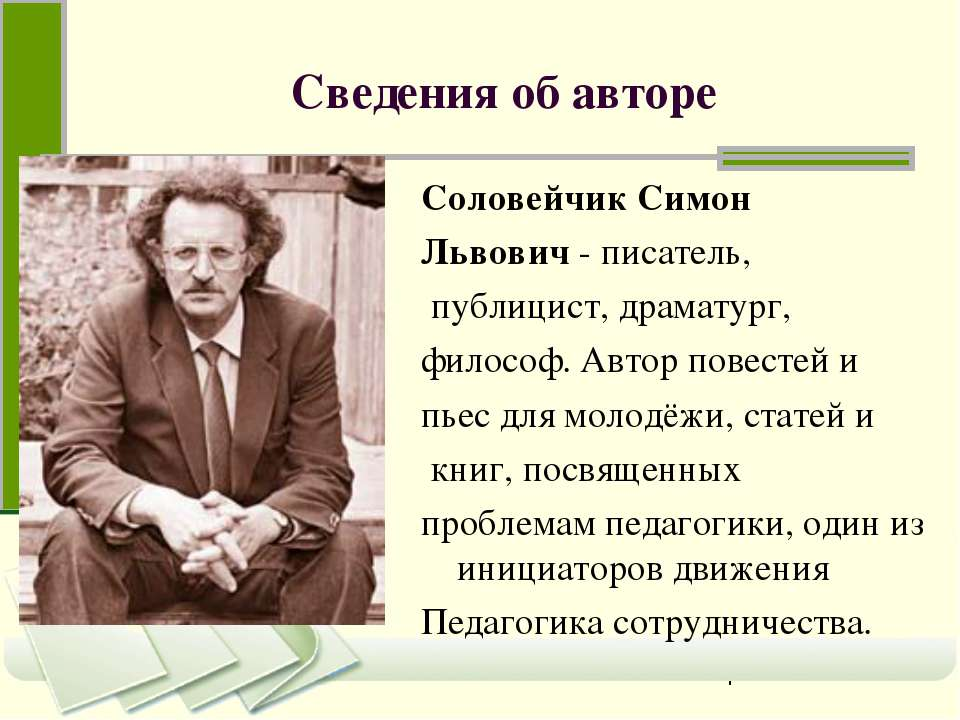 Сведения об авторе
Соловейчик Симон
Львович - писатель,
публицист, драматург,
философ. Автор повестей и
пьес для молодёжи, статей и
книг, посвященных
проблемам педагогики, один из
инициаторов движения
Педагогика сотрудничества.